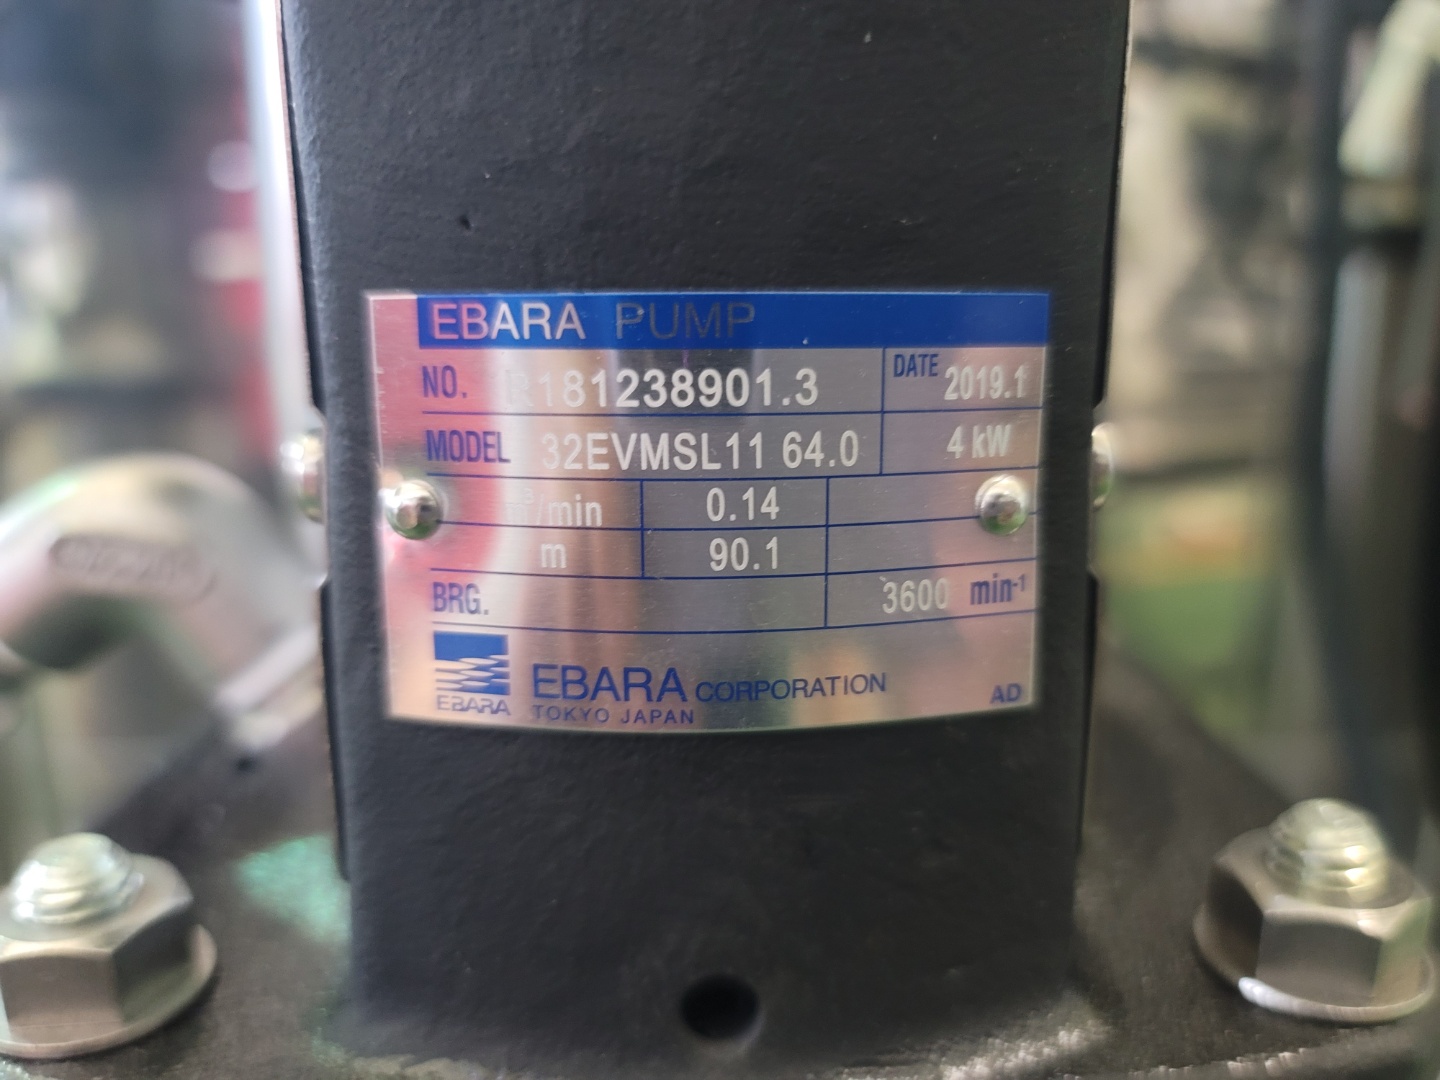 EBARA PUMP
NO. R181238901.3 DATE 2019.1
MODEL 32EVMSL11 64.0 4 kW
m³/min 0.14
m 90.1
BRG. 3600 min-1
EBARA EBARA CORPORATION
TOKYO JAPAN AD